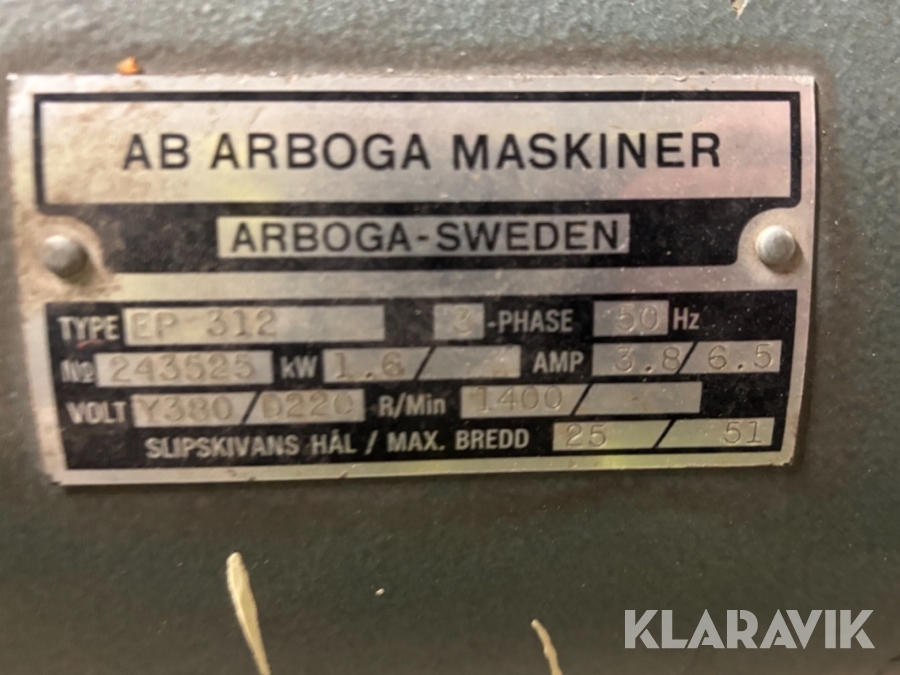 AB ARBOGA MASKINER
ARBOGA-SWEDEN
TYPE EP 312 3-PHASE 50 Hz
No 243525 kW 1.6/ AMP 3.8/6.5
VOLT Y380/D220 R/Min 1400/
SLIPSKIVANS HÅL / MAX. BREDD 25 / 51
KLARAVIK